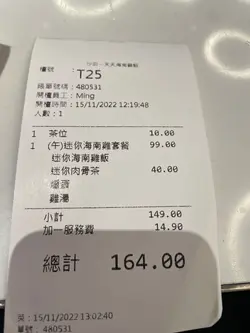 檯號： T25
賬單號碼：480531
開檯員工：Ming
開檯時間：15/11/2022 12:19:48
人數：1
1 茶位 10.00
1 (午)迷你海南雞套餐 99.00
迷你海南雞飯
迷你肉骨茶 40.00
雞湯
小計 149.00
加一服務費 14.90
總計 164.00
15/11/2022 13:02:40
單號：480531